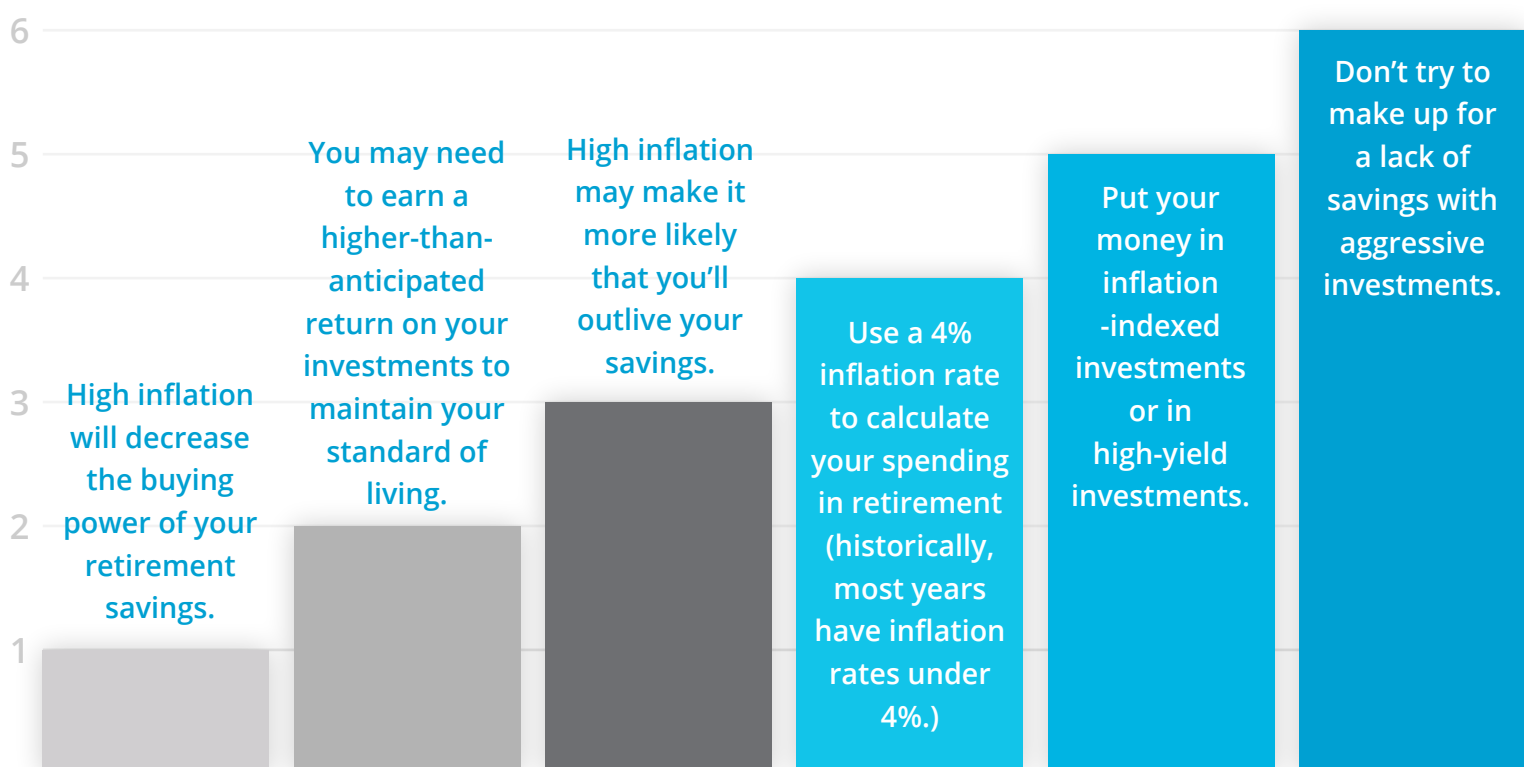 6
5
4
3
2
1
High inflation
will decrease
the buying
power of your
retirement
savings.
You may need
to earn a
higher-than-
anticipated
return on your
investments to
maintain your
standard of
living.
High inflation
may make it
more likely
that you’ll
outlive your
savings.
Use a 4%
inflation rate
to calculate
your spending
in retirement
(historically,
most years
have inflation
rates under
4%.)
Put your
money in
inflation
-indexed
investments
or in
high-yield
investments.
Don’t try to
make up for
a lack of
savings with
aggressive
investments.